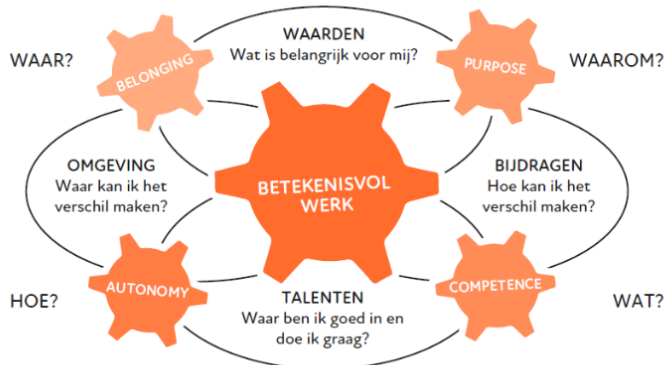 WAARDEN
Wat is belangrijk voor mij?
WAAR?
BELONGING
PURPOSE
WAAROM?
OMGEVING
Waar kan ik het
verschil maken?
BETEKENISVOL
WERK
BIJDRAGEN
Hoe kan ik het
verschil maken?
HOE?
AUTONOMY
TALENTEN
Waar ben ik goed in en
doe ik graag?
COMPETENCE
WAT?